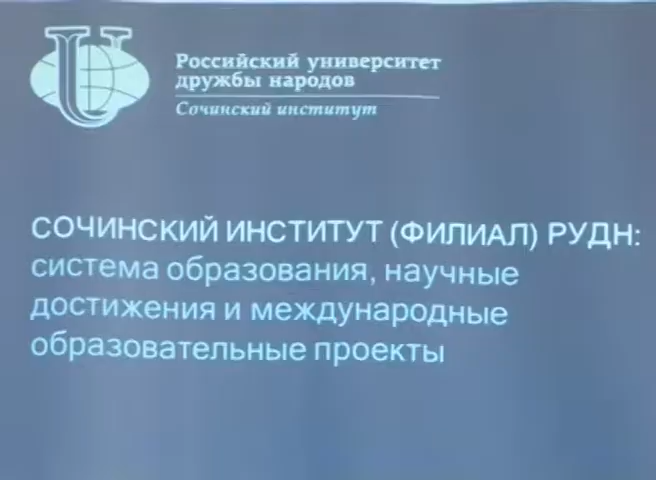 Российский университет
дружбы народов
Сочинский институт
СОЧИНСКИЙ ИНСТИТУТ (ФИЛИАЛ) РУДН:
система образования, научные
достижения и международные
образовательные проекты